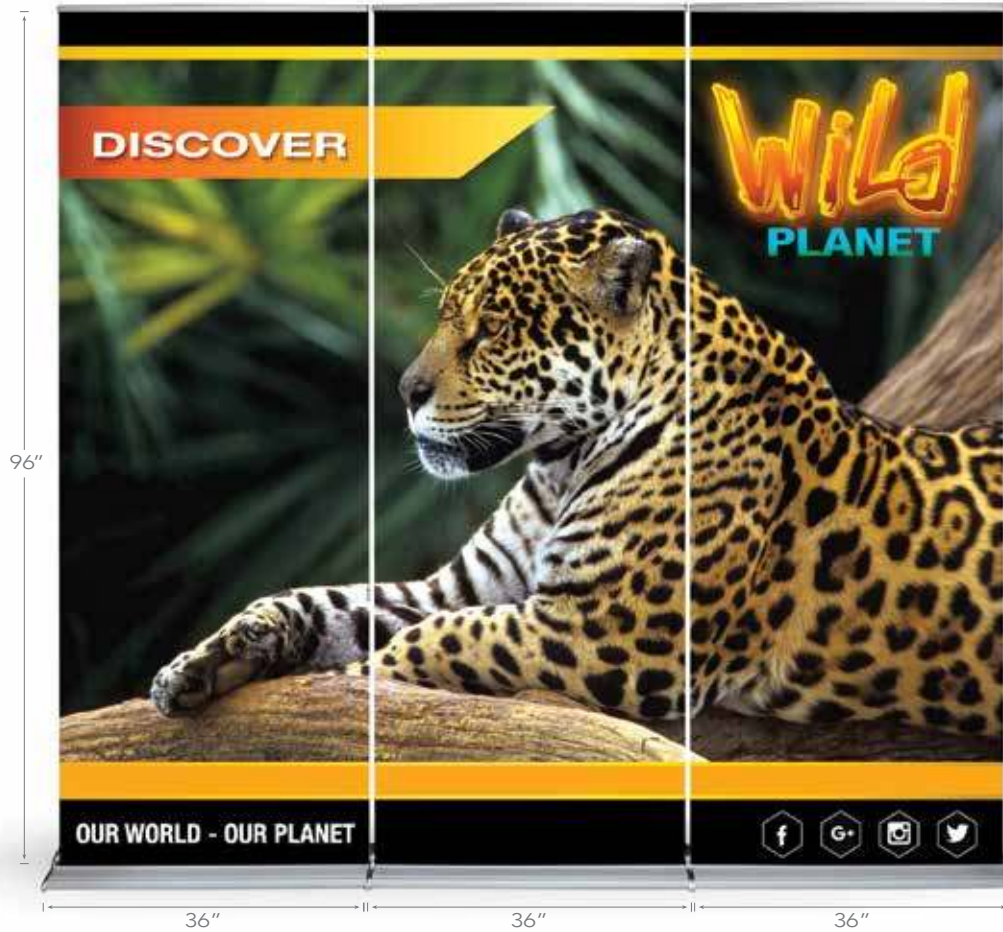 DISCOVER
Wild
PLANET
96"
OUR WORLD - OUR PLANET
f G+
36" 36" 36"